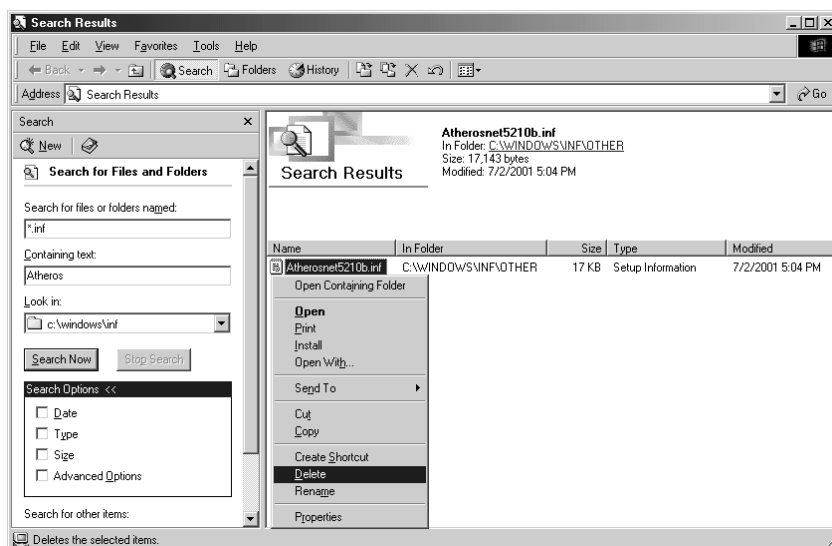 Search Results
File Edit View Favorites Tools Help
Back Search Folders History
Address Search Results Go
Search
New
Search for Files and Folders
Search for files or folders named:
*.inf
Containing text:
Atheros
Look in:
c:\windows\inf
Search Now Stop Search
Search Options <<
Date
Type
Size
Advanced Options
Search for other items:
Search Results
Atherosnet5210b.inf
In Folder: C:\WINDOWS\INF\OTHER
Size: 17,143 bytes
Modified: 7/2/2001 5:04 PM
Name In Folder Size Type Modified
Atherosnet5210b.inf C:\WINDOWS\INF\OTHER 17 KB Setup Information 7/2/2001 5:04 PM
Open Containing Folder
Open
Print
Install
Open With...
Send To
Cut
Copy
Create Shortcut
Delete
Rename
Properties
Deletes the selected items.